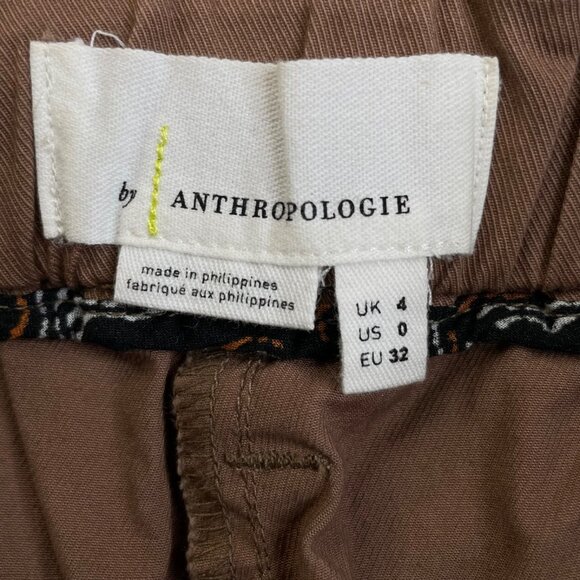 by ANTHROPOLOGIE
made in philippines
fabriqué aux philippines
UK 4
US 0
EU 32